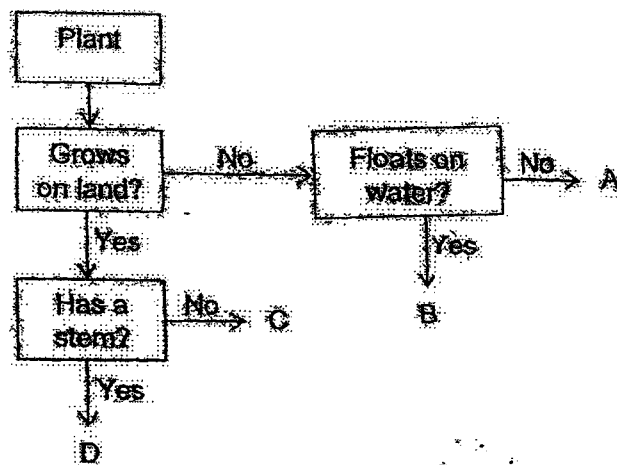 Plant
Grows
on land?
No
Floats on
water?
No
A
Yes
Yes
Has a
stem?
No
C
B
Yes
D